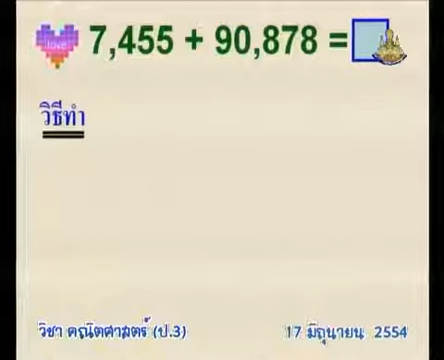 love 7,455 + 90,878 =
วิธีทำ
วิชา คณิตศาสตร์ (ป.3) 17 มิถุนายน 2554